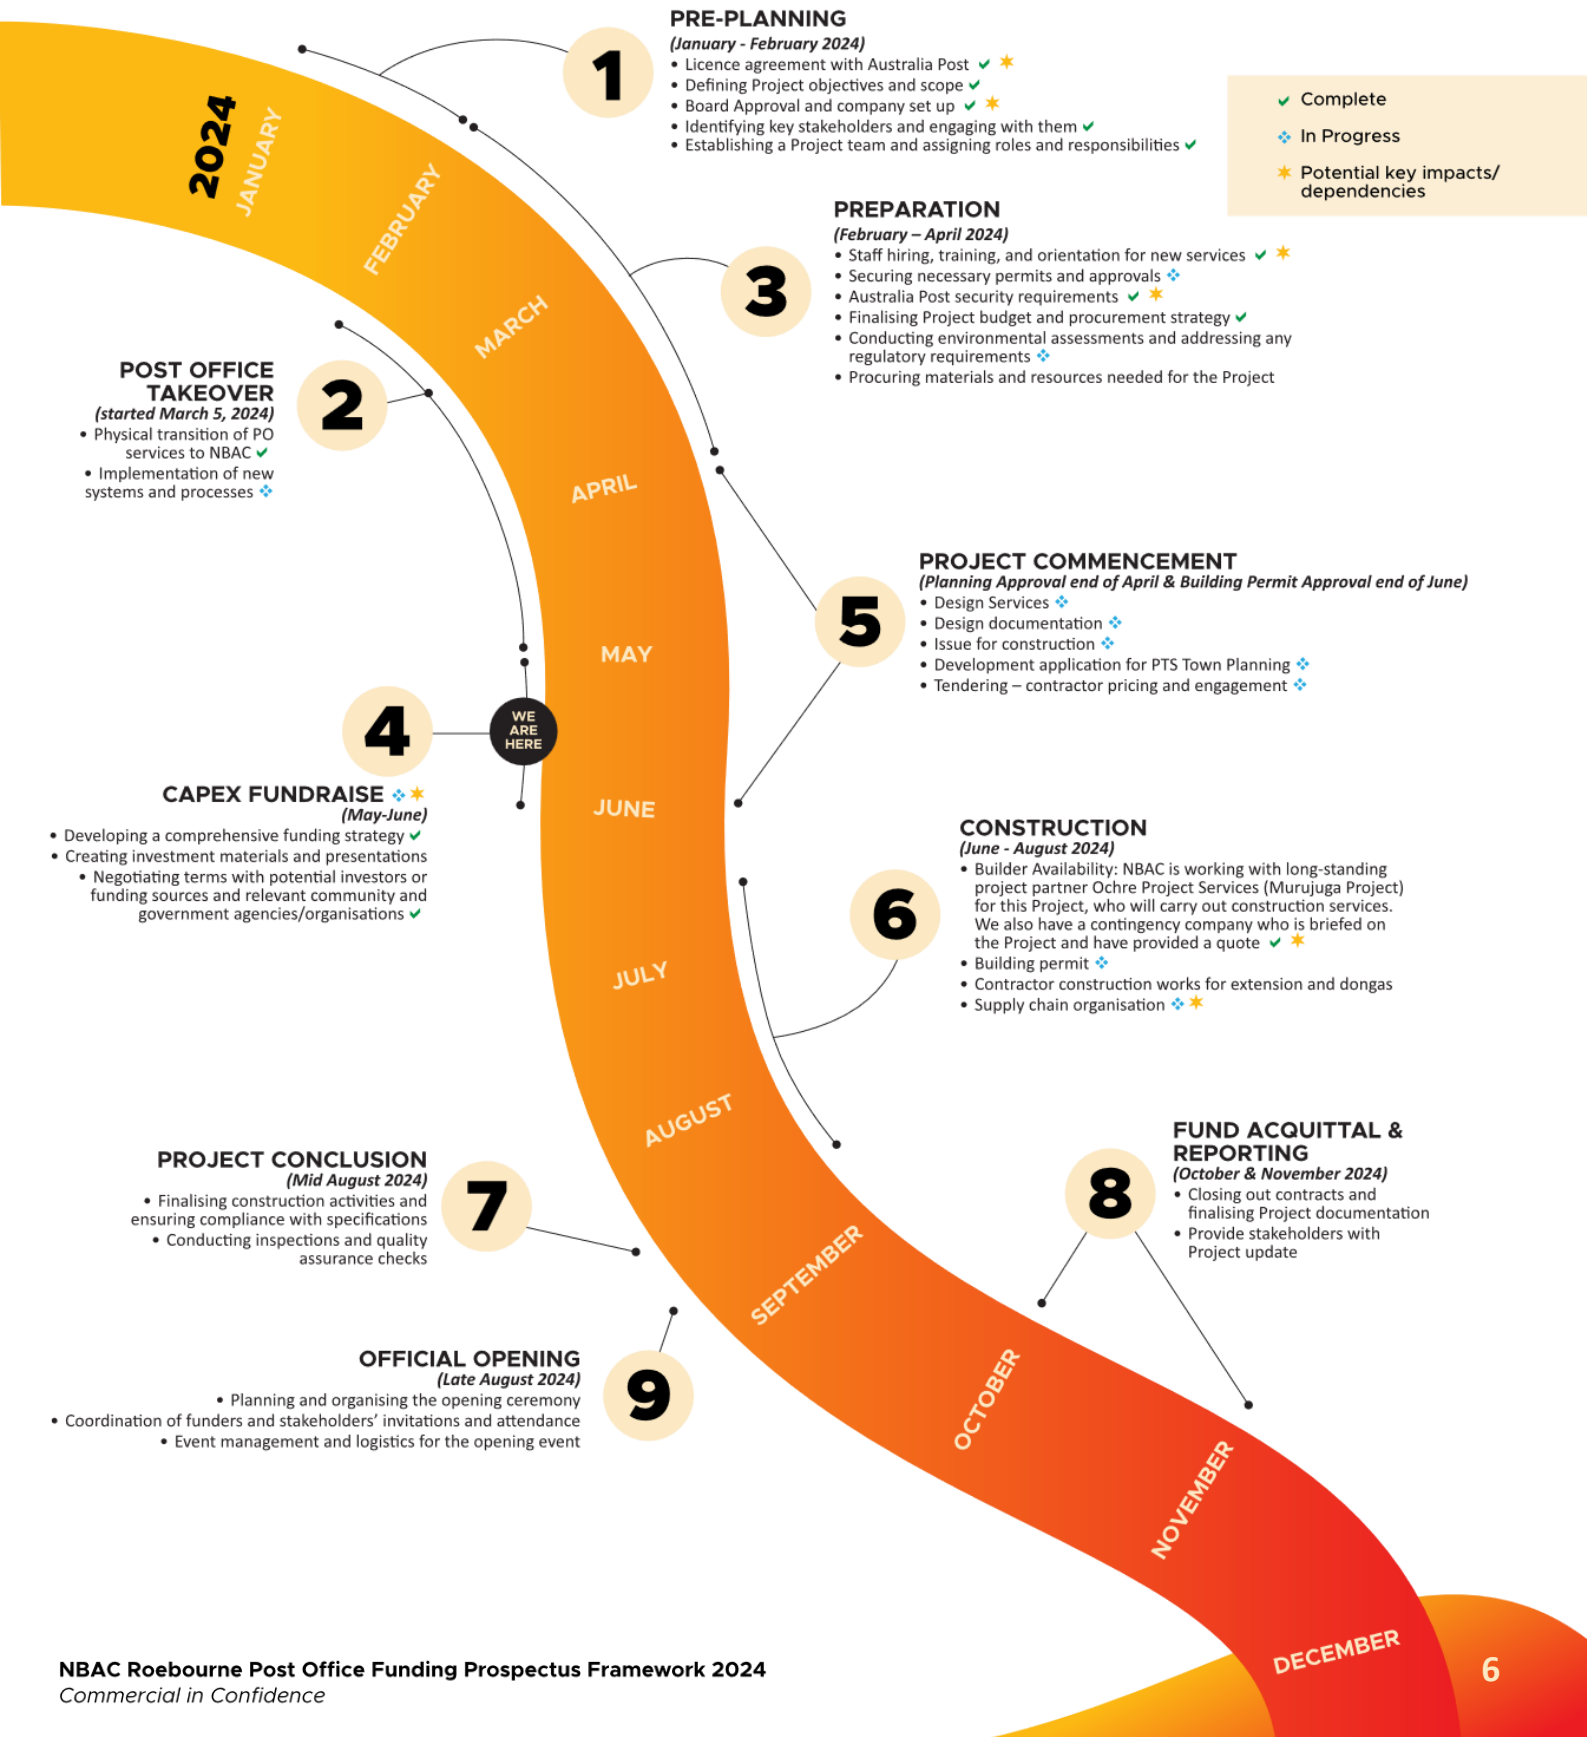 2024
JANUARY
FEBRUARY
MARCH
APRIL
MAY
JUNE
JULY
AUGUST
SEPTEMBER
OCTOBER
NOVEMBER
DECEMBER
1
PRE-PLANNING
(January - February 2024)
• Licence agreement with Australia Post ✔ ✶
• Defining Project objectives and scope ✔
• Board Approval and company set up ✔ ✶
• Identifying key stakeholders and engaging with them ✔
• Establishing a Project team and assigning roles and responsibilities ✔
✔ Complete
❖ In Progress
✶ Potential key impacts/
dependencies
2
POST OFFICE
TAKEOVER
(started March 5, 2024)
• Physical transition of PO
services to NBAC ✔
• Implementation of new
systems and processes ❖
3
PREPARATION
(February – April 2024)
• Staff hiring, training, and orientation for new services ✔ ✶
• Securing necessary permits and approvals ❖
• Australia Post security requirements ✔ ✶
• Finalising Project budget and procurement strategy ✔
• Conducting environmental assessments and addressing any
regulatory requirements ❖
• Procuring materials and resources needed for the Project
4
WE
ARE
HERE
CAPEX FUNDRAISE ❖ ✶
(May-June)
• Developing a comprehensive funding strategy ✔
• Creating investment materials and presentations
• Negotiating terms with potential investors or
funding sources and relevant community and
government agencies/organisations ✔
5
PROJECT COMMENCEMENT
(Planning Approval end of April & Building Permit Approval end of June)
• Design Services ❖
• Design documentation ❖
• Issue for construction ❖
• Development application for PTS Town Planning ❖
• Tendering – contractor pricing and engagement ❖
6
CONSTRUCTION
(June - August 2024)
• Builder Availability: NBAC is working with long-standing
project partner Ochre Project Services (Murujuga Project)
for this Project, who will carry out construction services.
We also have a contingency company who is briefed on
the Project and have provided a quote ✔ ✶
• Building permit ❖
• Contractor construction works for extension and dongas
• Supply chain organisation ❖ ✶
7
PROJECT CONCLUSION
(Mid August 2024)
• Finalising construction activities and
ensuring compliance with specifications
• Conducting inspections and quality
assurance checks
8
FUND ACQUITTAL &
REPORTING
(October & November 2024)
• Closing out contracts and
finalising Project documentation
• Provide stakeholders with
Project update
9
OFFICIAL OPENING
(Late August 2024)
• Planning and organising the opening ceremony
• Coordination of funders and stakeholders’ invitations and attendance
• Event management and logistics for the opening event
NBAC Roebourne Post Office Funding Prospectus Framework 2024
Commercial in Confidence
6